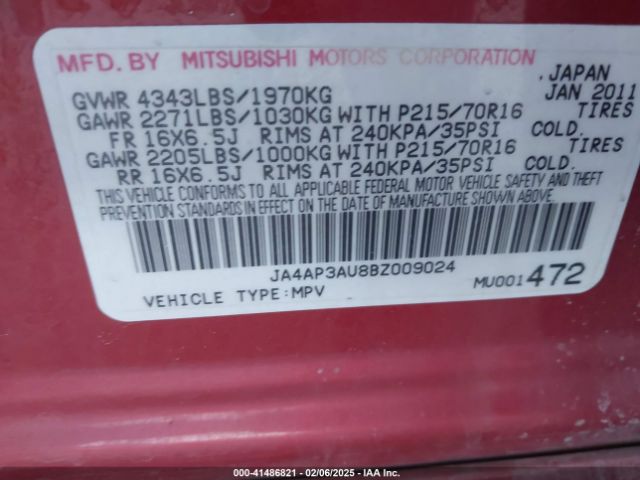 MFD. BY MITSUBISHI MOTORS CORPORATION, JAPAN
GVWR 4343LBS/1970KG JAN 2011
GAWR 2271LBS/1030KG WITH P215/70R16 TIRES
FR 16X6.5J RIMS AT 240KPA/35PSI COLD.
GAWR 2205LBS/1000KG WITH P215/70R16 TIRES
RR 16X6.5J RIMS AT 240KPA/35PSI COLD.
THIS VEHICLE CONFORMS TO ALL APPLICABLE FEDERAL MOTOR VEHICLE SAFETY AND THEFT
PREVENTION STANDARDS IN EFFECT ON THE DATE OF MANUFACTURE SHOWN ABOVE.
JA4AP3AU8BZ009024
VEHICLE TYPE:MPV MU001472
00-41486821 - 02/06/2025 - IAA Inc.